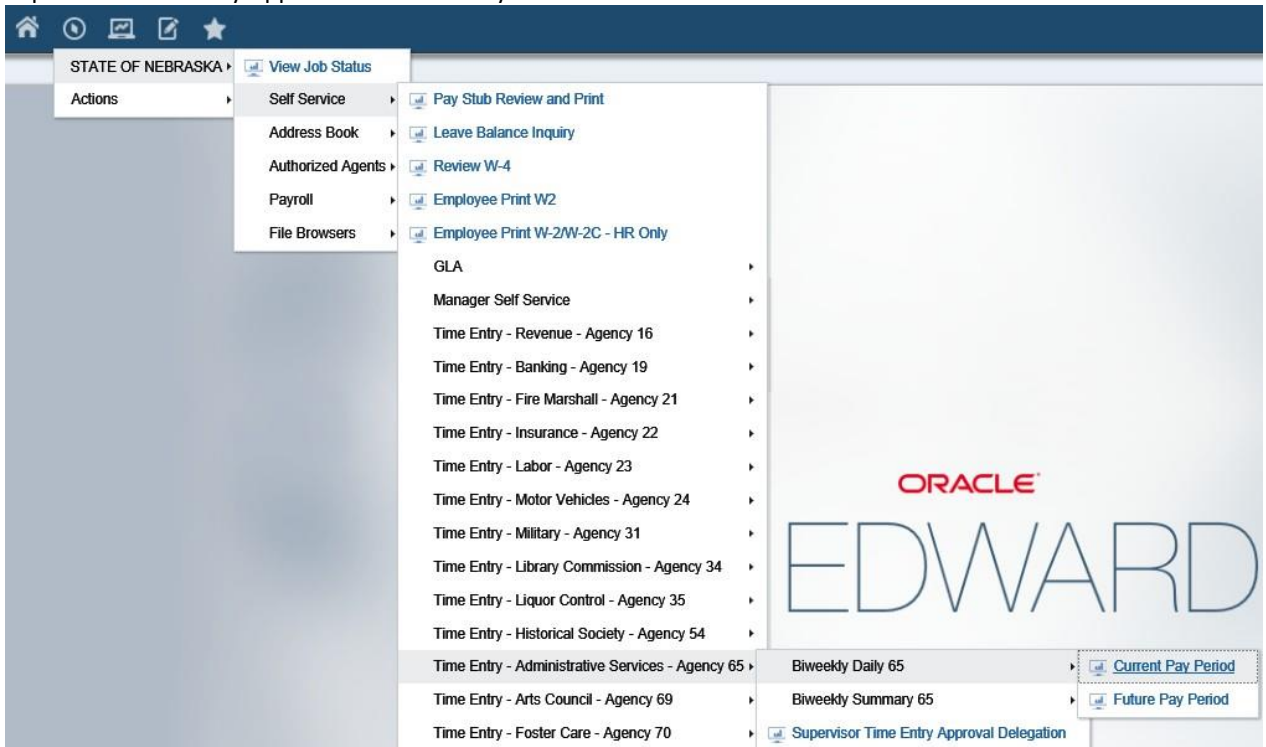 STATE OF NEBRASKA
Actions
View Job Status
Self Service
Address Book
Authorized Agents
Payroll
File Browsers
Pay Stub Review and Print
Leave Balance Inquiry
Review W-4
Employee Print W2
Employee Print W-2/W-2C - HR Only
GLA
Manager Self Service
Time Entry - Revenue - Agency 16
Time Entry - Banking - Agency 19
Time Entry - Fire Marshall - Agency 21
Time Entry - Insurance - Agency 22
Time Entry - Labor - Agency 23
Time Entry - Motor Vehicles - Agency 24
Time Entry - Military - Agency 31
Time Entry - Library Commission - Agency 34
Time Entry - Liquor Control - Agency 35
Time Entry - Historical Society - Agency 54
Time Entry - Administrative Services - Agency 65
Time Entry - Arts Council - Agency 69
Time Entry - Foster Care - Agency 70
Biweekly Daily 65
Biweekly Summary 65
Supervisor Time Entry Approval Delegation
Current Pay Period
Future Pay Period
ORACLE
EDWARD